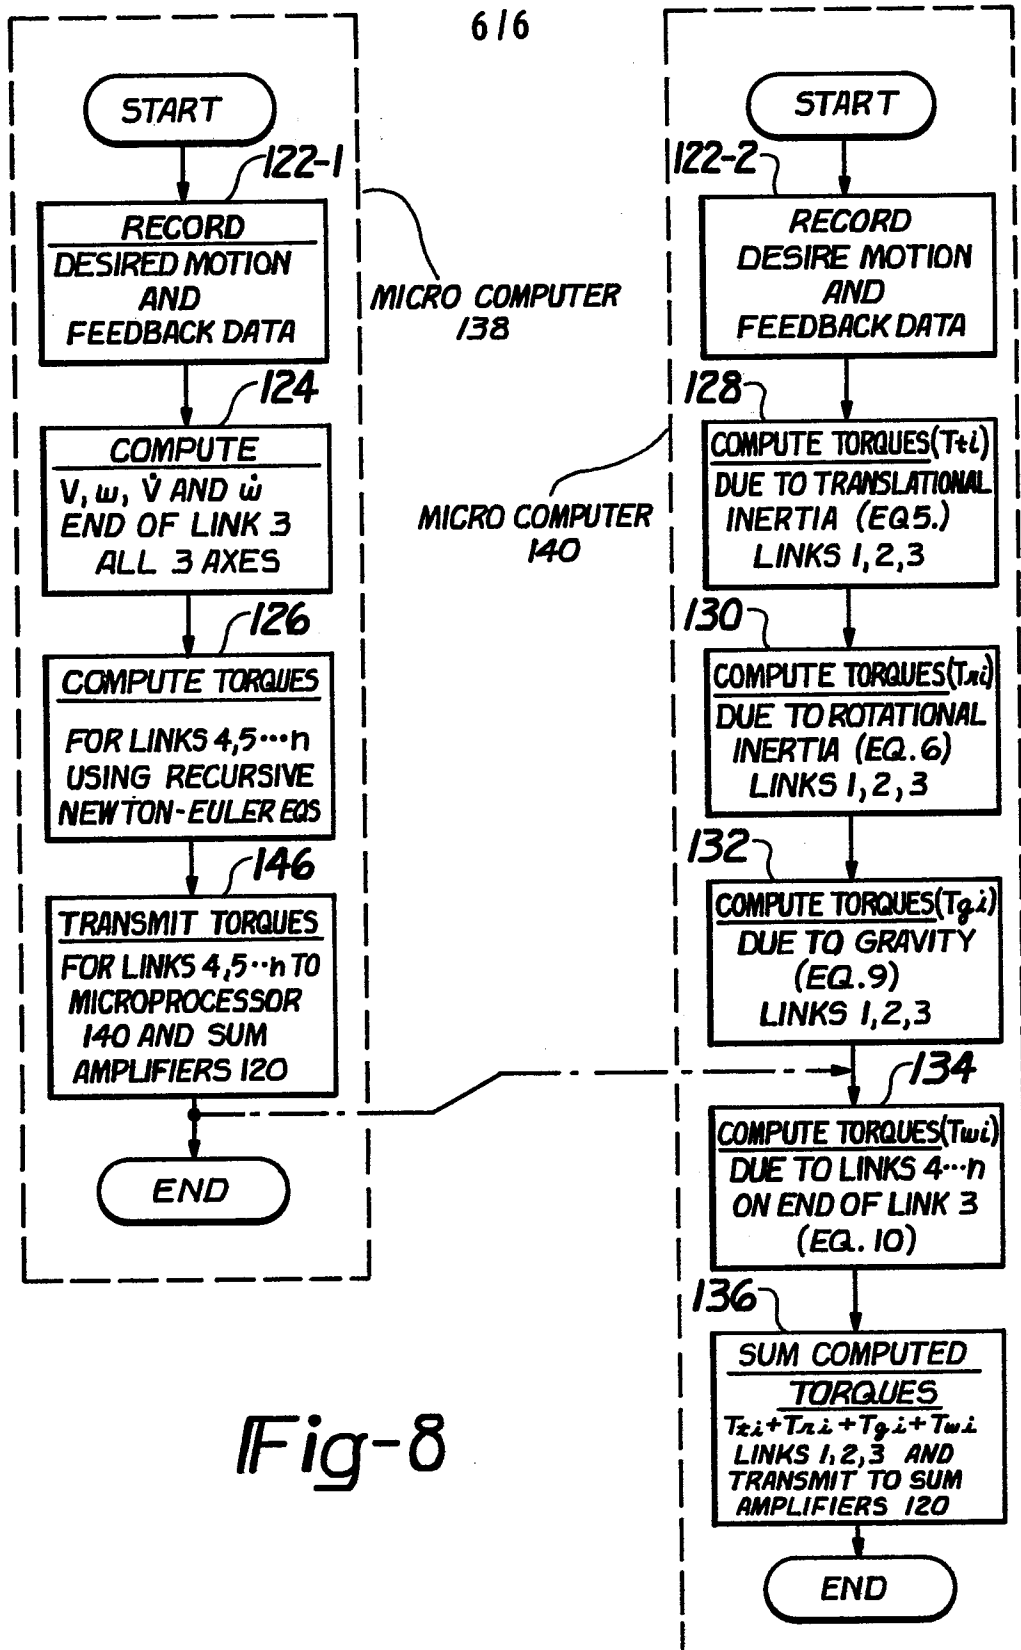 6/6
START
122-1
RECORD
DESIRED MOTION
AND
FEEDBACK DATA
MICRO COMPUTER
138
124
COMPUTE
V, ω, V̇ AND ω̇
END OF LINK 3
ALL 3 AXES
126
COMPUTE TORQUES
FOR LINKS 4,5···n
USING RECURSIVE
NEWTON-EULER EQS
146
TRANSMIT TORQUES
FOR LINKS 4,5··n TO
MICROPROCESSOR
140 AND SUM
AMPLIFIERS 120
END
START
122-2
RECORD
DESIRE MOTION
AND
FEEDBACK DATA
MICRO COMPUTER
140
128
COMPUTE TORQUES(Tti)
DUE TO TRANSLATIONAL
INERTIA (EQ5.)
LINKS 1,2,3
130
COMPUTE TORQUES(Tri)
DUE TO ROTATIONAL
INERTIA (EQ.6)
LINKS 1,2,3
132
COMPUTE TORQUES(Tgi)
DUE TO GRAVITY
(EQ.9)
LINKS 1,2,3
134
COMPUTE TORQUES(Twi)
DUE TO LINKS 4···n
ON END OF LINK 3
(EQ.10)
136
SUM COMPUTED
TORQUES
Tti+Tri+Tgi+Twi
LINKS 1,2,3 AND
TRANSMIT TO SUM
AMPLIFIERS 120
END
Fig-8